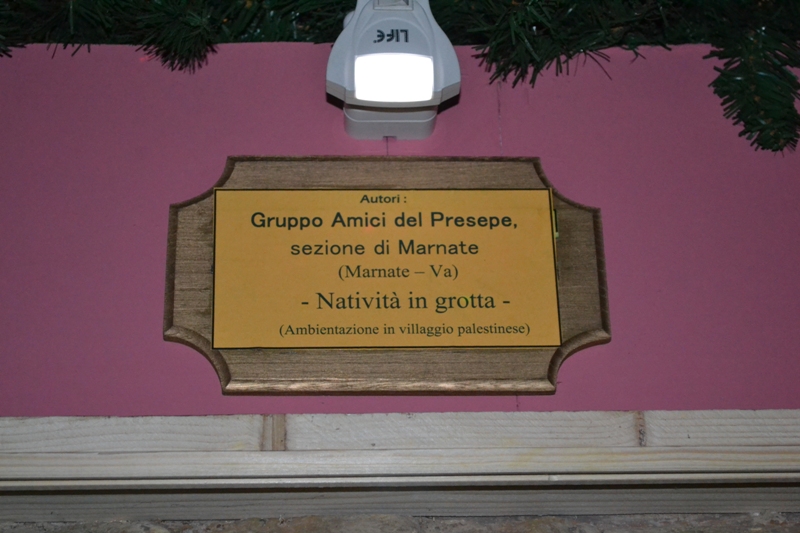 LIFE
Autori :
Gruppo Amici del Presepe,
sezione di Marnate
(Marnate – Va)
- Natività in grotta -
(Ambientazione in villaggio palestinese)